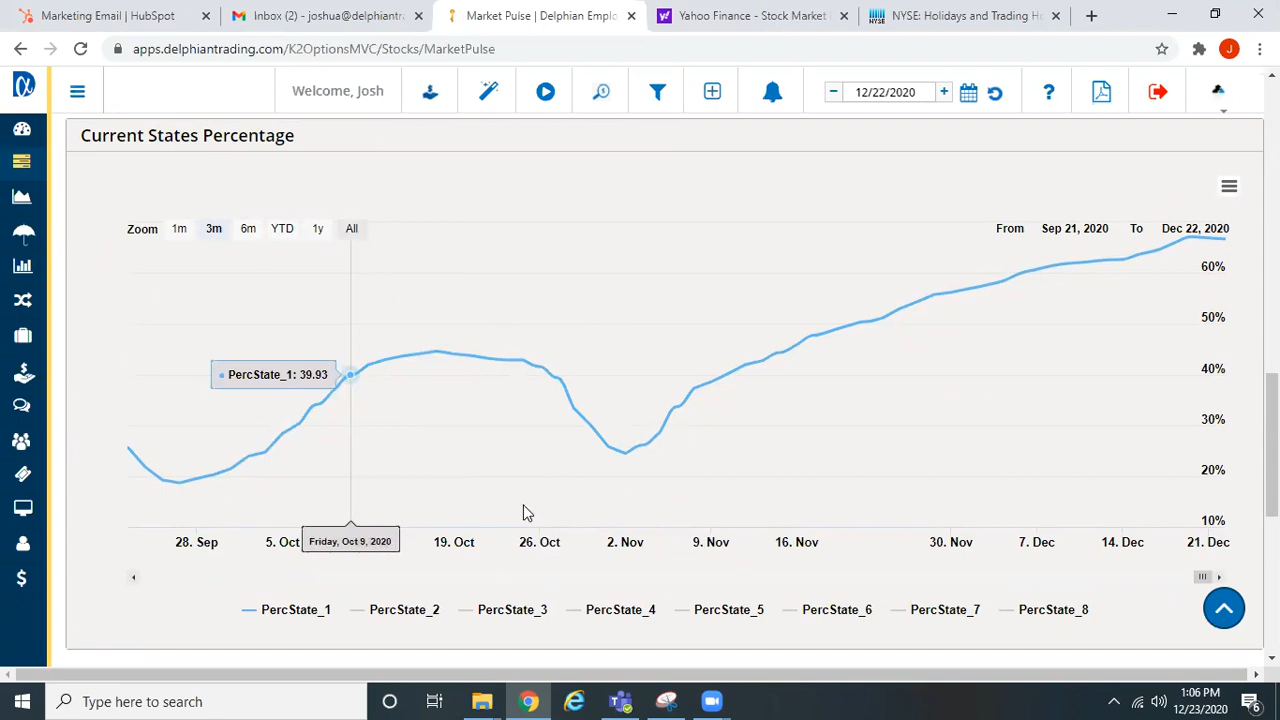 Marketing Email | HubSpot
Inbox (2) - joshua@delphian
Market Pulse | Delphian Emplo
Yahoo Finance - Stock Market
NYSE: Holidays and Trading Ho
apps.delphiantrading.com/K2OptionsMVC/Stocks/MarketPulse
J
α
Welcome, Josh
12/22/2020
Current States Percentage
Zoom 1m 3m 6m YTD 1y All
From Sep 21, 2020 To Dec 22, 2020
60%
50%
PercState_1: 39.93
40%
30%
20%
10%
Friday, Oct 9, 2020
28. Sep 5. Oct 19. Oct 26. Oct 2. Nov 9. Nov 16. Nov 30. Nov 7. Dec 14. Dec 21. Dec
PercState_1 PercState_2 PercState_3 PercState_4 PercState_5 PercState_6 PercState_7 PercState_8
Type here to search
1:06 PM
12/23/2020
6